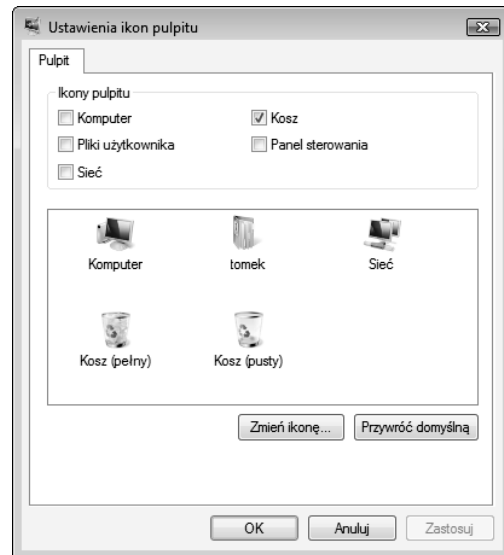 Ustawienia ikon pulpitu
Pulpit
Ikony pulpitu
Komputer
Kosz
Pliki użytkownika
Panel sterowania
Sieć
Komputer
tomek
Sieć
Kosz (pełny)
Kosz (pusty)
Zmień ikonę...
Przywróć domyślną
OK
Anuluj
Zastosuj